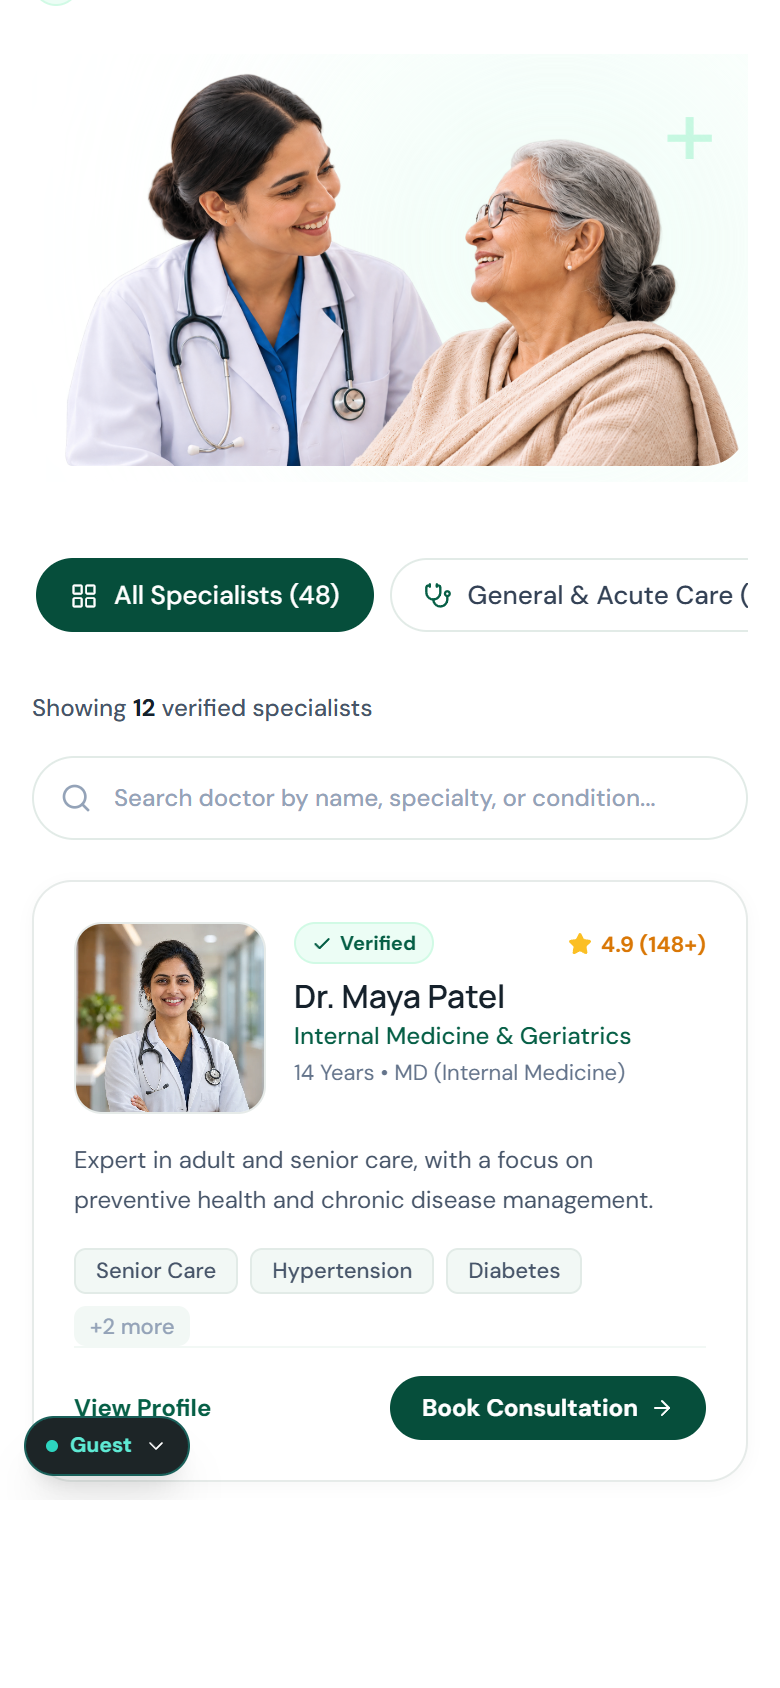 All Specialists (48)
General & Acute Care (
Showing 12 verified specialists
Search doctor by name, specialty, or condition...
Verified
4.9 (148+)
Dr. Maya Patel
Internal Medicine & Geriatrics
14 Years • MD (Internal Medicine)
Expert in adult and senior care, with a focus on
preventive health and chronic disease management.
Senior Care
Hypertension
Diabetes
+2 more
View Profile
Book Consultation
Guest